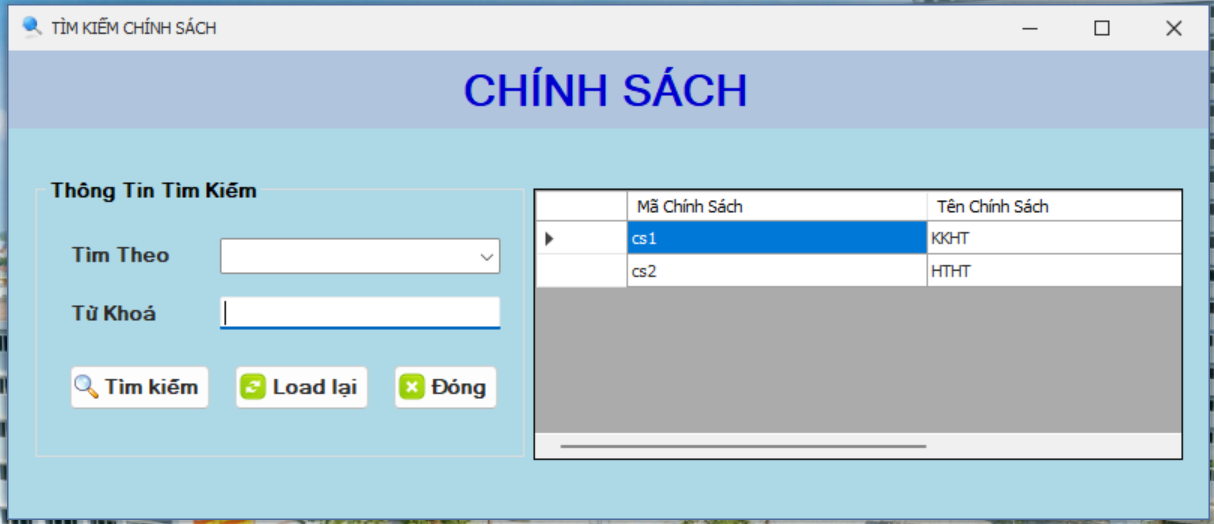 TÌM KIẾM CHÍNH SÁCH
CHÍNH SÁCH
Thông Tin Tìm Kiếm
Tìm Theo
Từ Khoá
Tìm kiếm
Load lại
Đóng
Mã Chính Sách Tên Chính Sách
cs1 KKHT
cs2 HTHT